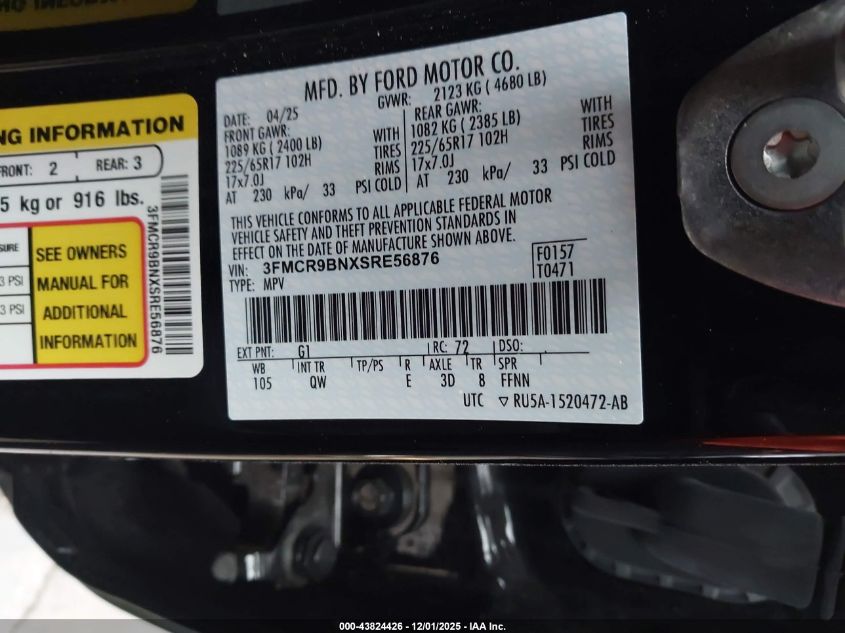 MFD. BY FORD MOTOR CO.
DATE: 04/25 GVWR: 2123 KG ( 4680 LB)
FRONT GAWR: REAR GAWR:
1089 KG ( 2400 LB) WITH 1082 KG ( 2385 LB) WITH
225/65R17 102H TIRES 225/65R17 102H TIRES
17x7.0J RIMS 17x7.0J RIMS
AT 230 kPa/ 33 PSI COLD AT 230 kPa/ 33 PSI COLD
THIS VEHICLE CONFORMS TO ALL APPLICABLE FEDERAL MOTOR
VEHICLE SAFETY AND THEFT PREVENTION STANDARDS IN
EFFECT ON THE DATE OF MANUFACTURE SHOWN ABOVE.
VIN: 3FMCR9BNXSRE56876 F0157
TYPE: MPV T0471
EXT PNT: G1 RC: 72 DSO:
WB INT TR TP/PS R AXLE TR SPR
105 QW E 3D 8 FFNN
UTC ▽ RU5A-1520472-AB
NG INFORMATION
FRONT: 2 REAR: 3
5 kg or 916 lbs.
SURE
3 PSI
3 PSI
SEE OWNERS
MANUAL FOR
ADDITIONAL
INFORMATION
3FMCR9BNXSRE56876
000-43824426 - 12/01/2025 - IAA Inc.